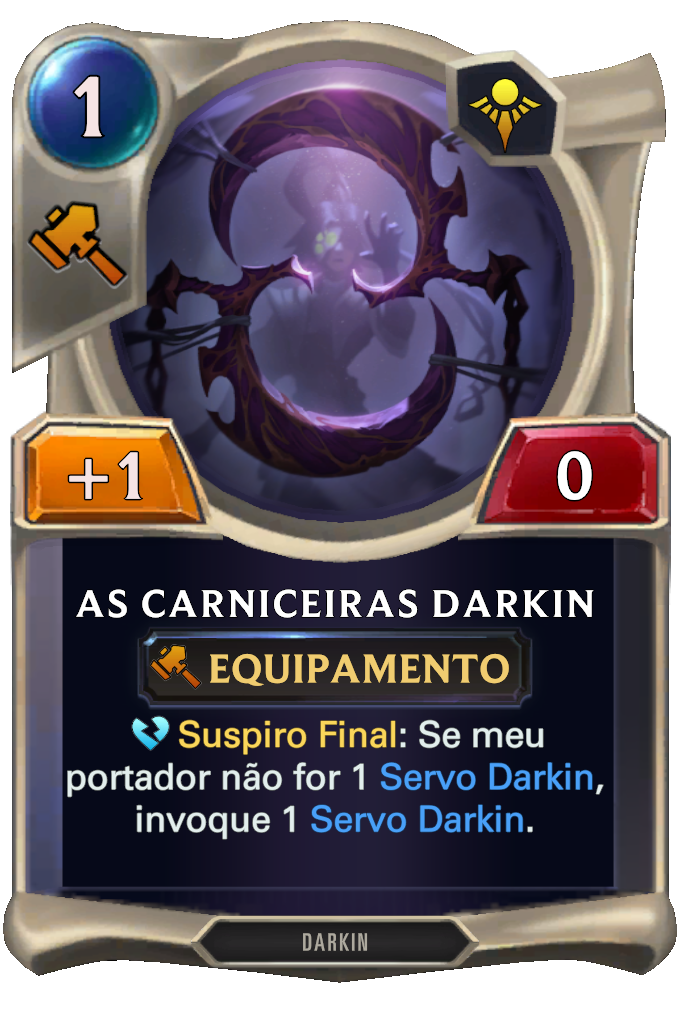 1
+1
0
AS CARNICEIRAS DARKIN
EQUIPAMENTO
Suspiro Final: Se meu
portador não for 1 Servo Darkin,
invoque 1 Servo Darkin.
DARKIN